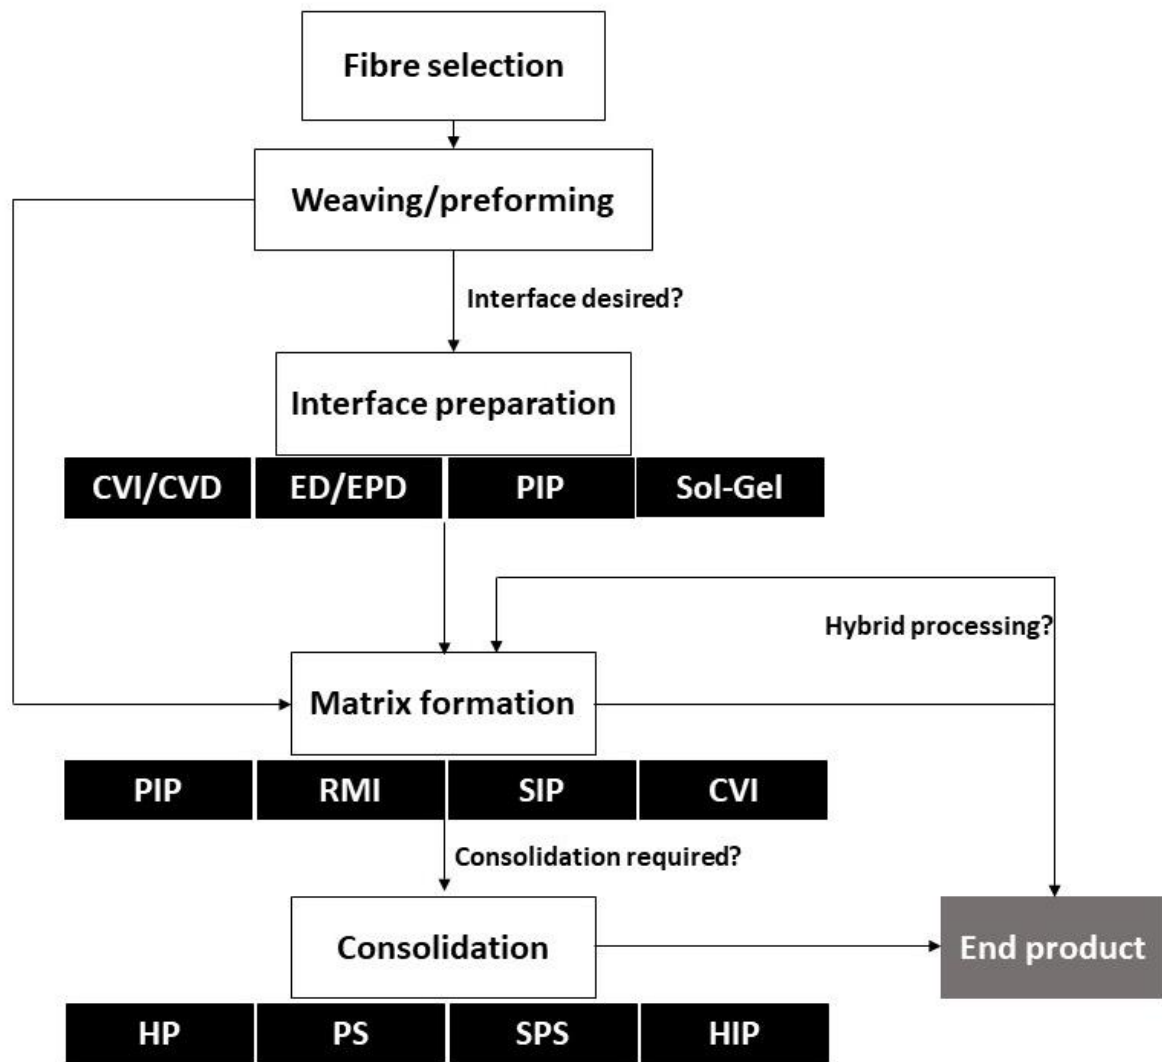 Fibre selection
Weaving/preforming
Interface desired?
Interface preparation
CVI/CVD ED/EPD PIP Sol-Gel
Hybrid processing?
Matrix formation
PIP RMI SIP CVI
Consolidation required?
Consolidation
End product
HP PS SPS HIP